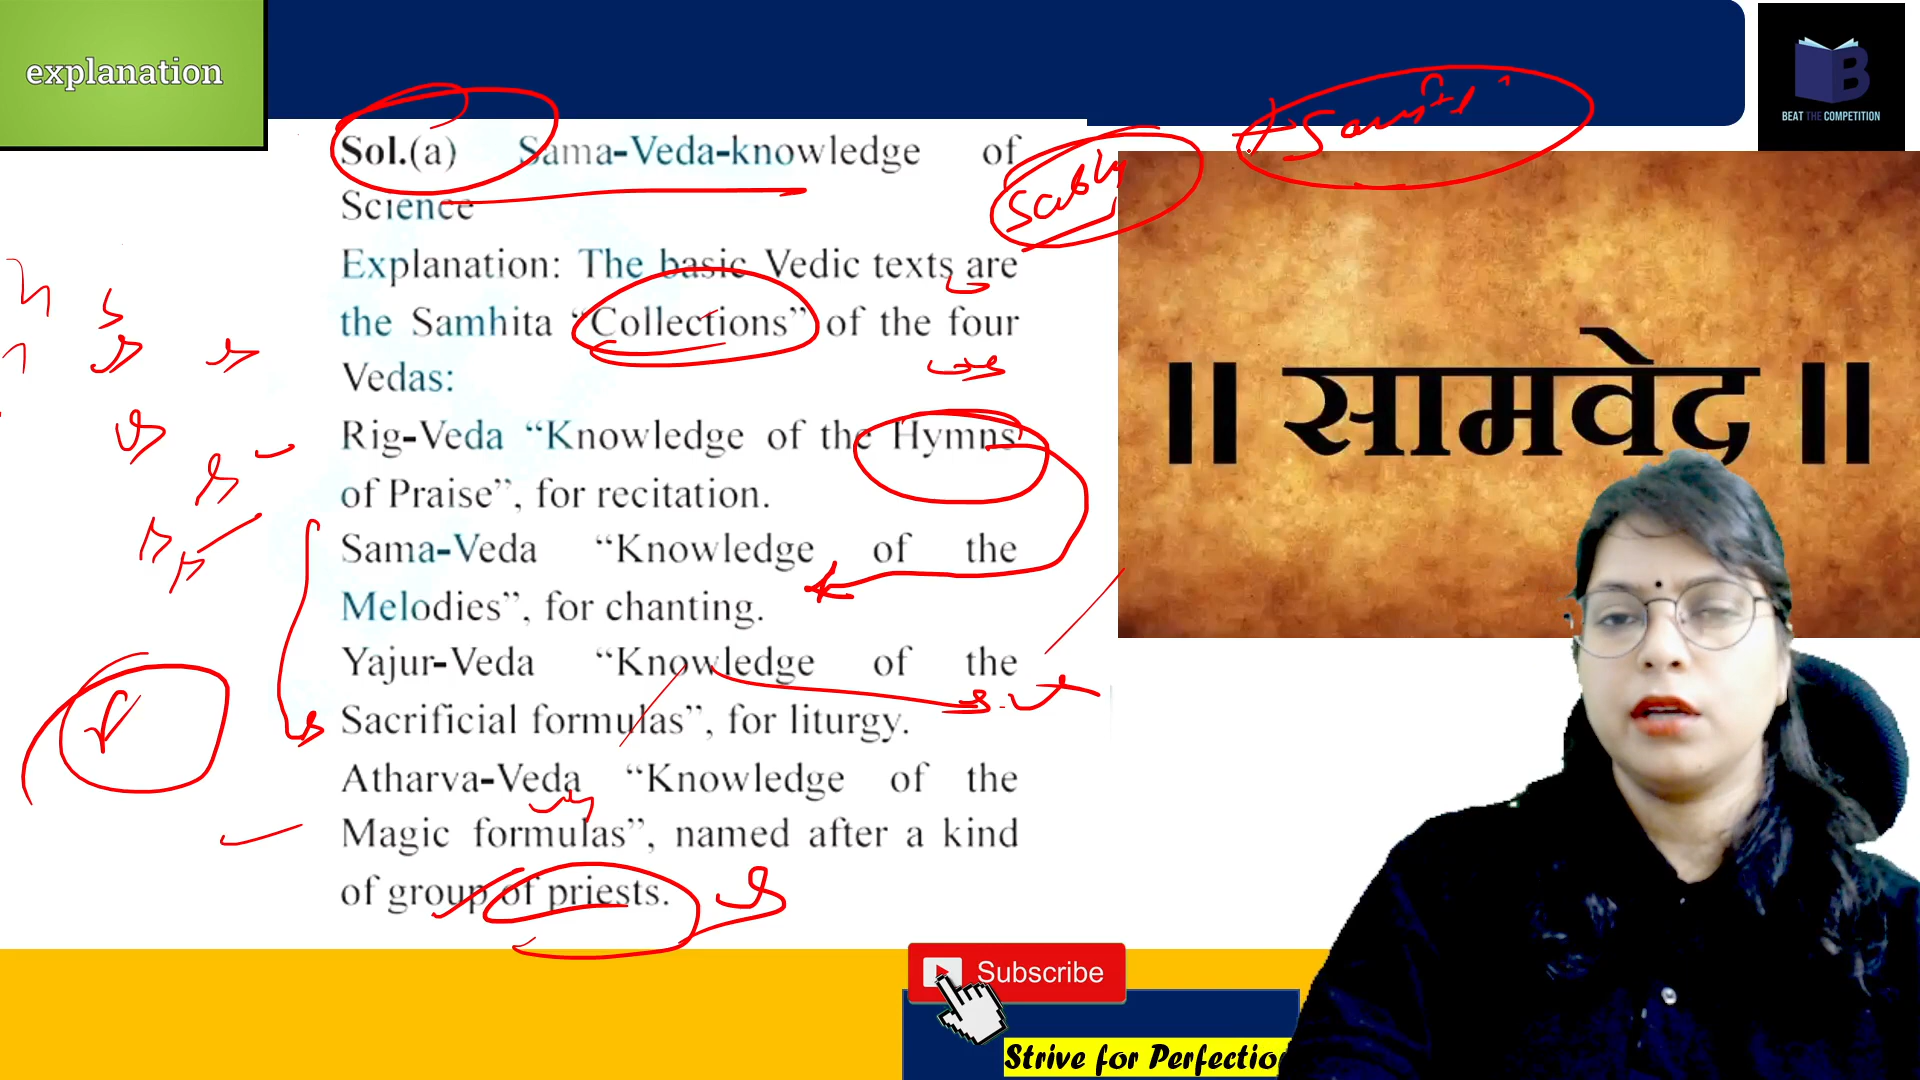 explanation
BEAT THE COMPETITION
Sol.(a) Sama-Veda-knowledge of
Science
Explanation: The basic Vedic texts are
the Samhita “Collections” of the four
Vedas:
Rig-Veda “Knowledge of the Hymns
of Praise”, for recitation.
Sama-Veda “Knowledge of the
Melodies”, for chanting.
Yajur-Veda “Knowledge of the
Sacrificial formulas”, for liturgy.
Atharva-Veda “Knowledge of the
Magic formulas”, named after a kind
of group of priests.
॥ सामवेद ॥
Subscribe
Strive for Perfectio